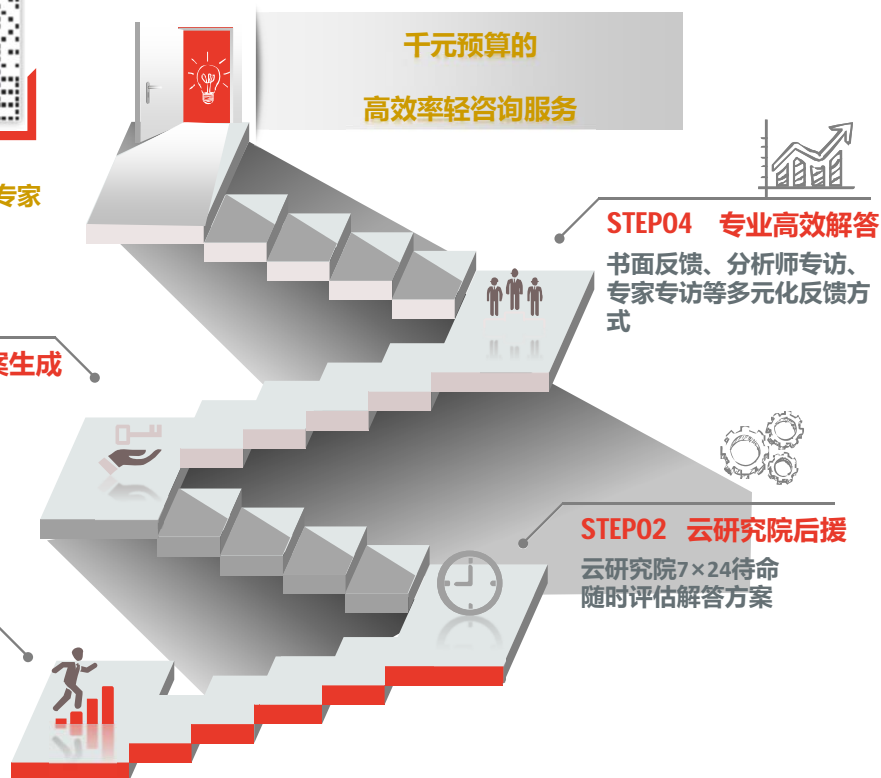 千元预算的
高效率轻咨询服务
专家
STEP04 专业高效解答
书面反馈、分析师专访、
专家专访等多元化反馈方
式
案生成
STEP02 云研究院后援
云研究院7×24待命
随时评估解答方案